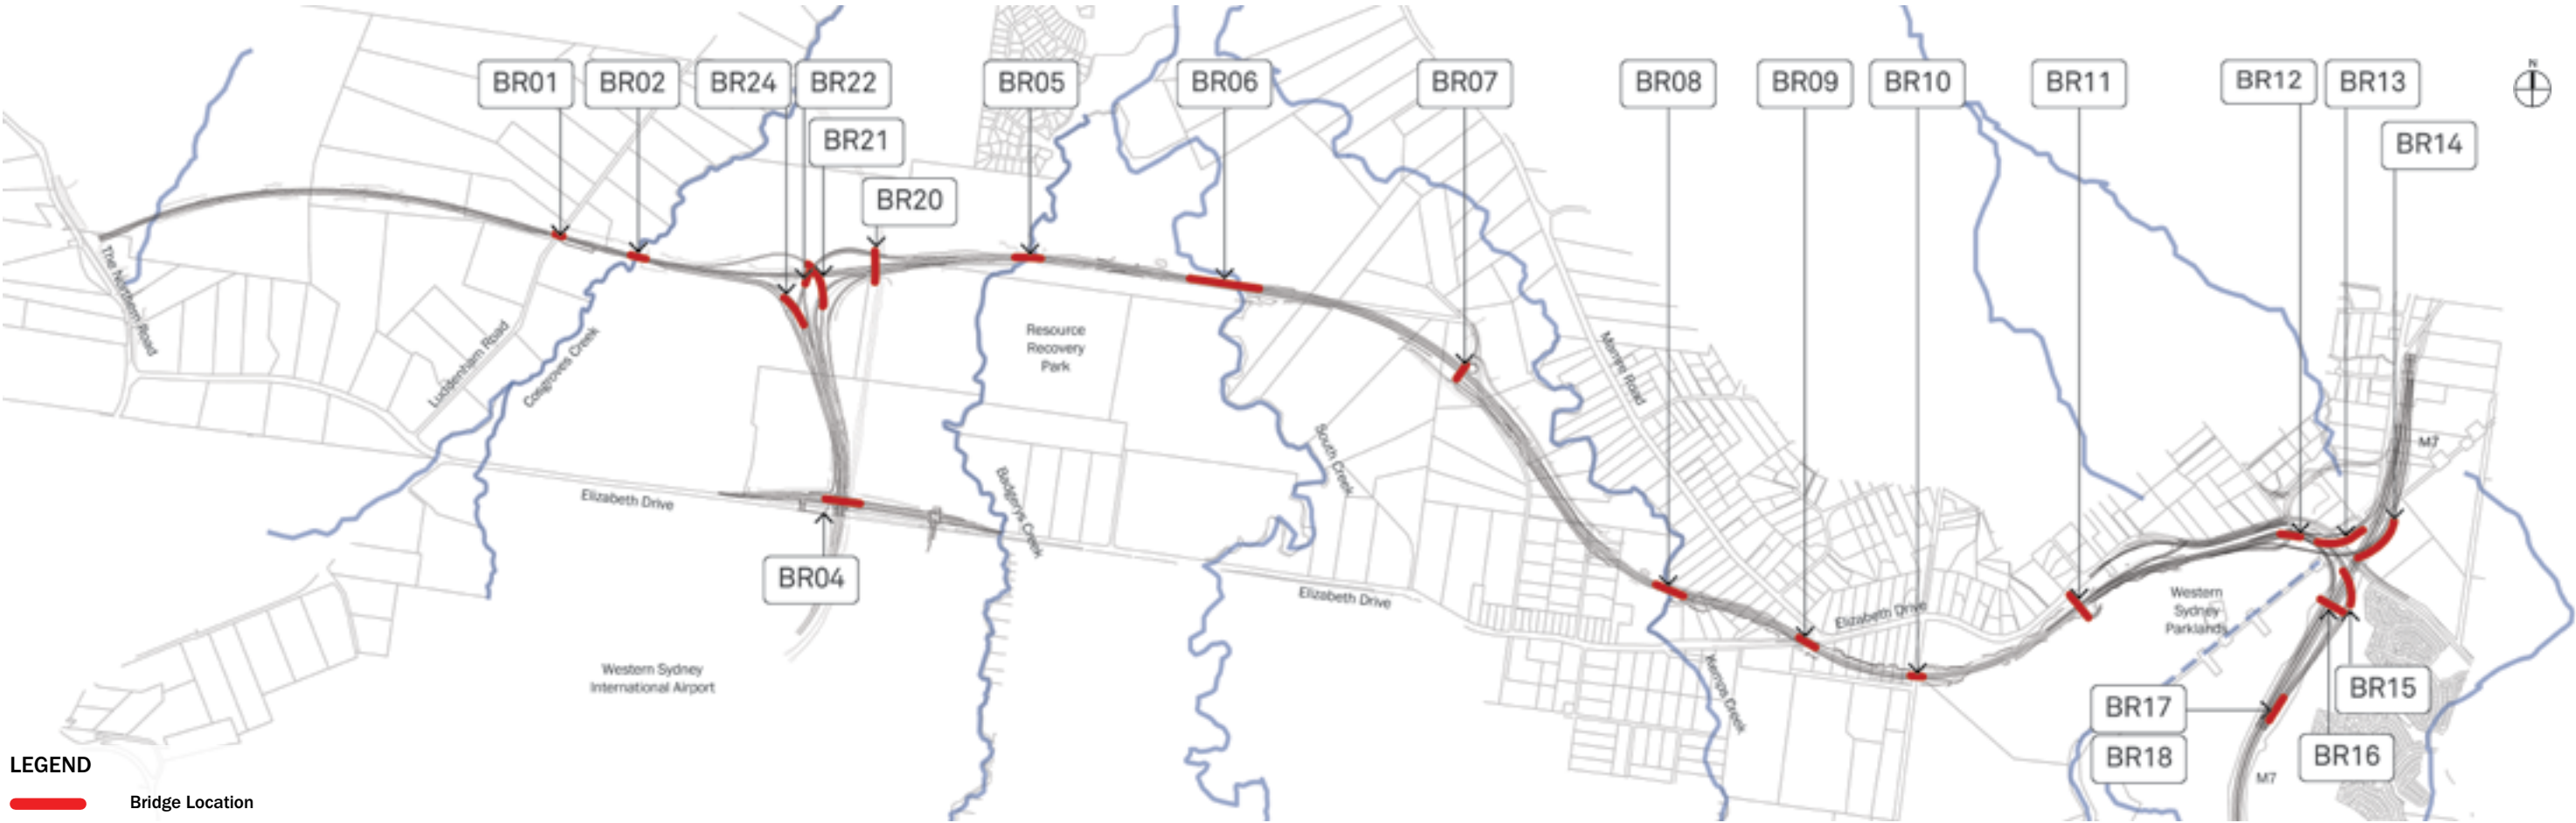 N
BR01
BR02
BR24
BR22
BR05
BR06
BR07
BR08
BR09
BR10
BR11
BR12
BR13
BR21
BR14
BR20
The Northern Road
Luddenham Road
Cosgroves Creek
Resource
Recovery
Park
Mamre Road
South Creek
M7
Elizabeth Drive
Badgerys Creek
BR04
Elizabeth Drive
Elizabeth Drive
Western
Sydney
Parklands
Western Sydney
International Airport
Kemps Creek
BR15
BR17
BR16
BR18
M7
LEGEND
Bridge Location